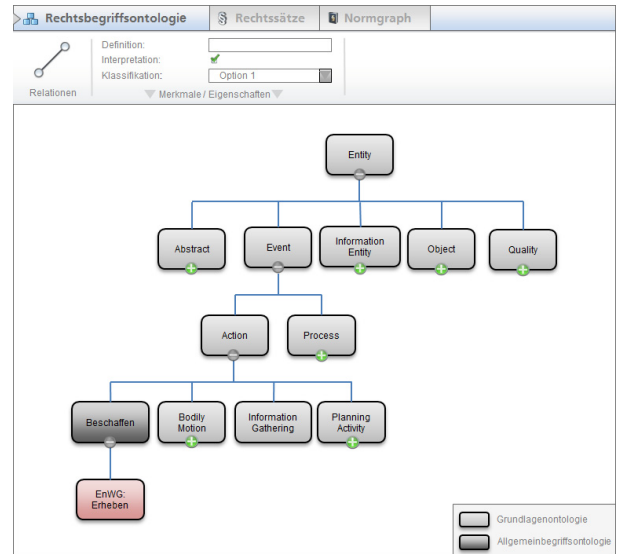 Rechtsbegriffsontologie § Rechtssätze Normgraph
Definition:
Interpretation:
Klassifikation: Option 1
Relationen Merkmale / Eigenschaften
Entity
Abstract Event Information Entity Object Quality
Action Process
Beschaffen Bodily Motion Information Gathering Planning Activity
EnWG: Erheben
Grundlagenontologie
Allgemeinbegriffsontologie